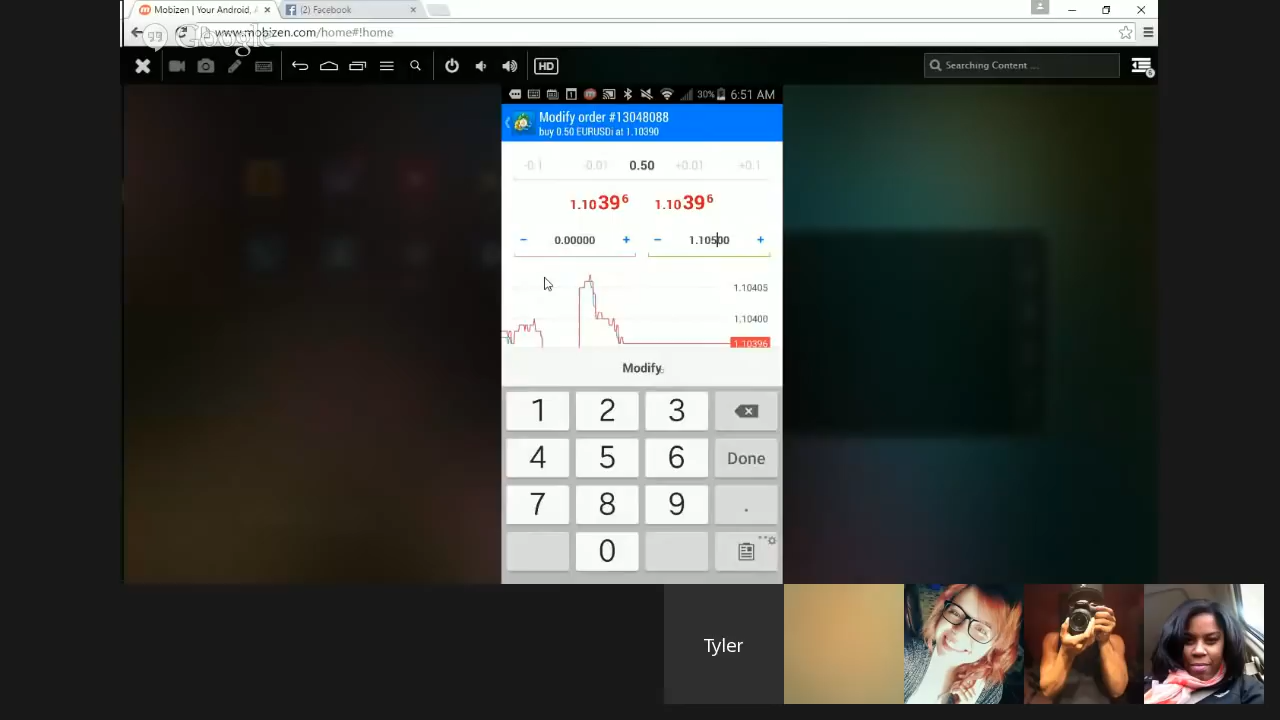 Mobizen | Your Android, A
(2) Facebook
Google
www.mobizen.com/home#!home
HD
Searching Content ...
6
1
30%
6:51 AM
Modify order #13048088
buy 0.50 EURUSDi at 1.10390
-0.1 -0.01 0.50 +0.01 +0.1
1.10396 1.10396
− 0.00000 + − 1.10500 +
1.10405
1.10400
1.10396
Modify
1 2 3
4 5 6 Done
7 8 9 .
0
Tyler